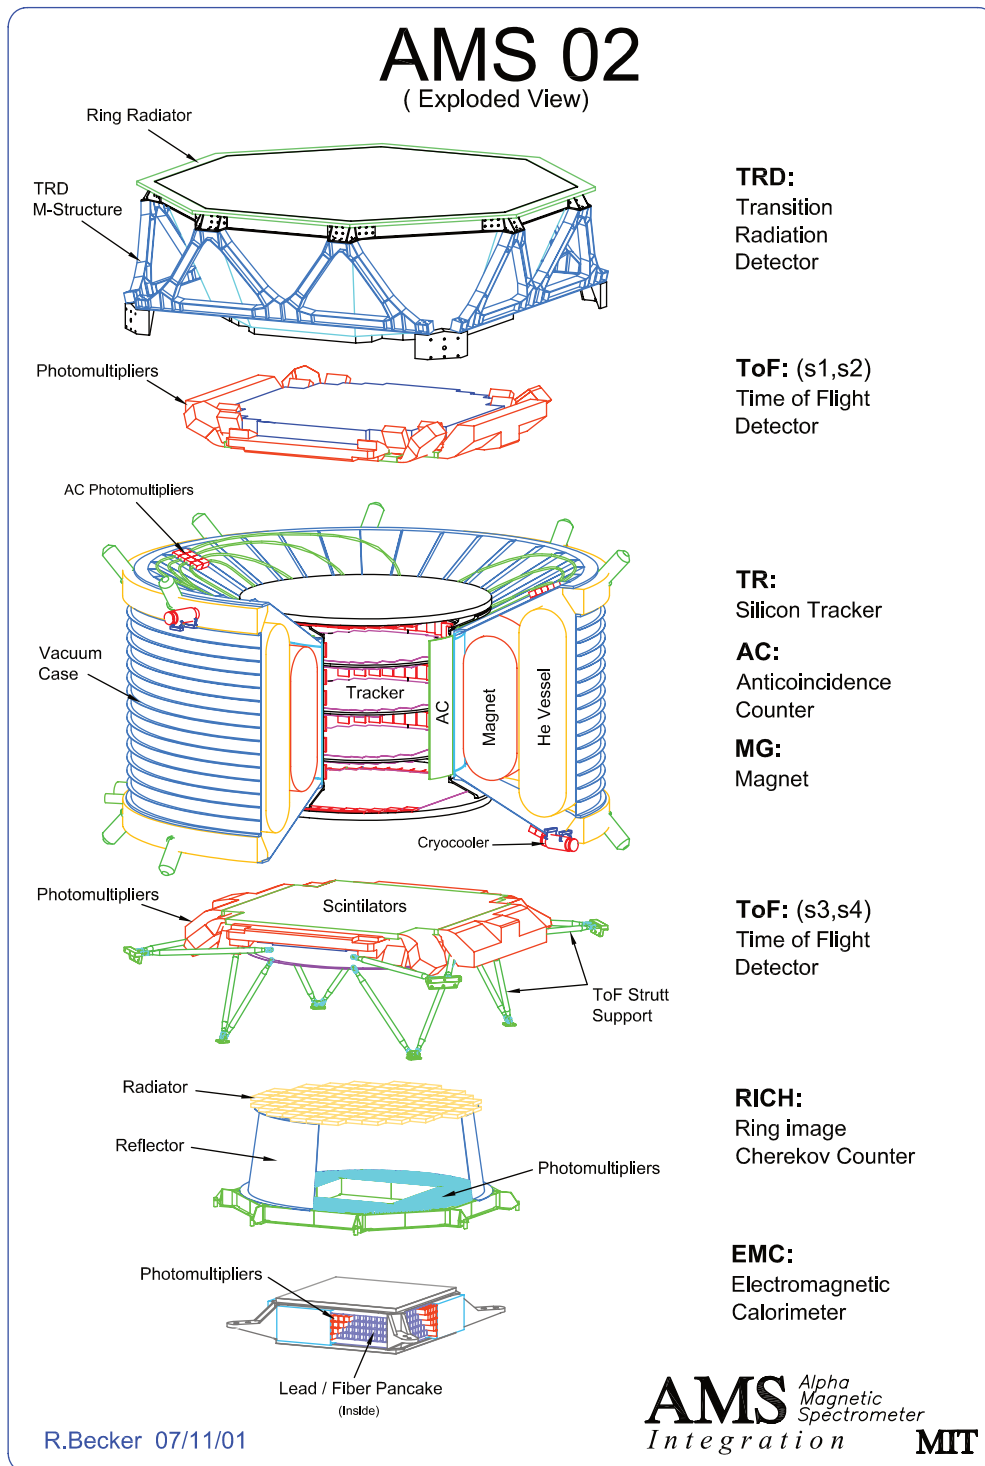 AMS 02
( Exploded View)
Ring Radiator
TRD
M-Structure
TRD:
Transition
Radiation
Detector
Photomultipliers
ToF: (s1,s2)
Time of Flight
Detector
AC Photomultipliers
Vacuum
Case
Tracker
AC
Magnet
He Vessel
Cryocooler
TR:
Silicon Tracker
AC:
Anticoincidence
Counter
MG:
Magnet
Photomultipliers
Scintilators
ToF Strutt
Support
ToF: (s3,s4)
Time of Flight
Detector
Radiator
Reflector
Photomultipliers
RICH:
Ring image
Cherekov Counter
Photomultipliers
Lead / Fiber Pancake
(Inside)
EMC:
Electromagnetic
Calorimeter
R.Becker 07/11/01
AMS Alpha
Magnetic
Spectrometer
Integration
MIT